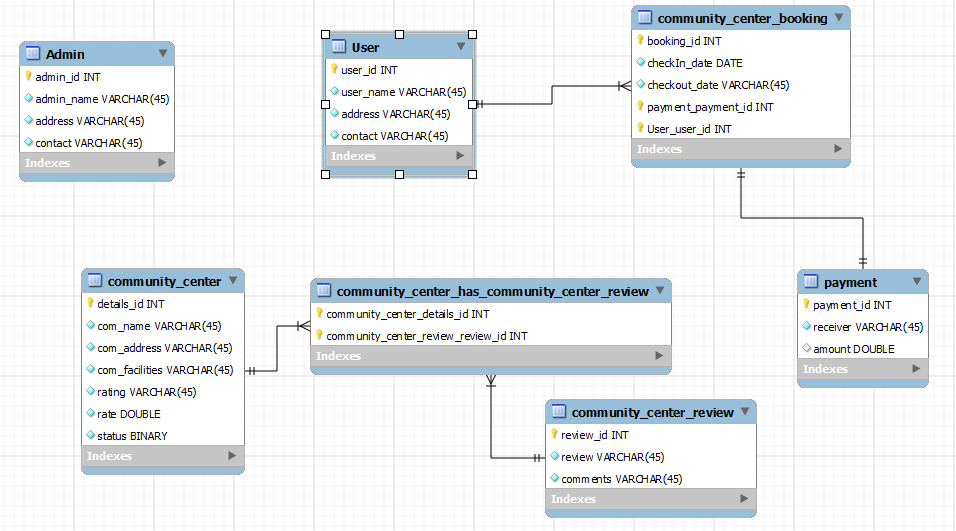 Admin
admin_id INT
admin_name VARCHAR(45)
address VARCHAR(45)
contact VARCHAR(45)
Indexes
User
user_id INT
user_name VARCHAR(45)
address VARCHAR(45)
contact VARCHAR(45)
Indexes
community_center_booking
booking_id INT
checkIn_date DATE
checkout_date VARCHAR(45)
payment_payment_id INT
User_user_id INT
Indexes
community_center
details_id INT
com_name VARCHAR(45)
com_address VARCHAR(45)
com_facilities VARCHAR(45)
rating VARCHAR(45)
rate DOUBLE
status BINARY
Indexes
community_center_has_community_center_review
community_center_details_id INT
community_center_review_review_id INT
Indexes
payment
payment_id INT
receiver VARCHAR(45)
amount DOUBLE
Indexes
community_center_review
review_id INT
review VARCHAR(45)
comments VARCHAR(45)
Indexes